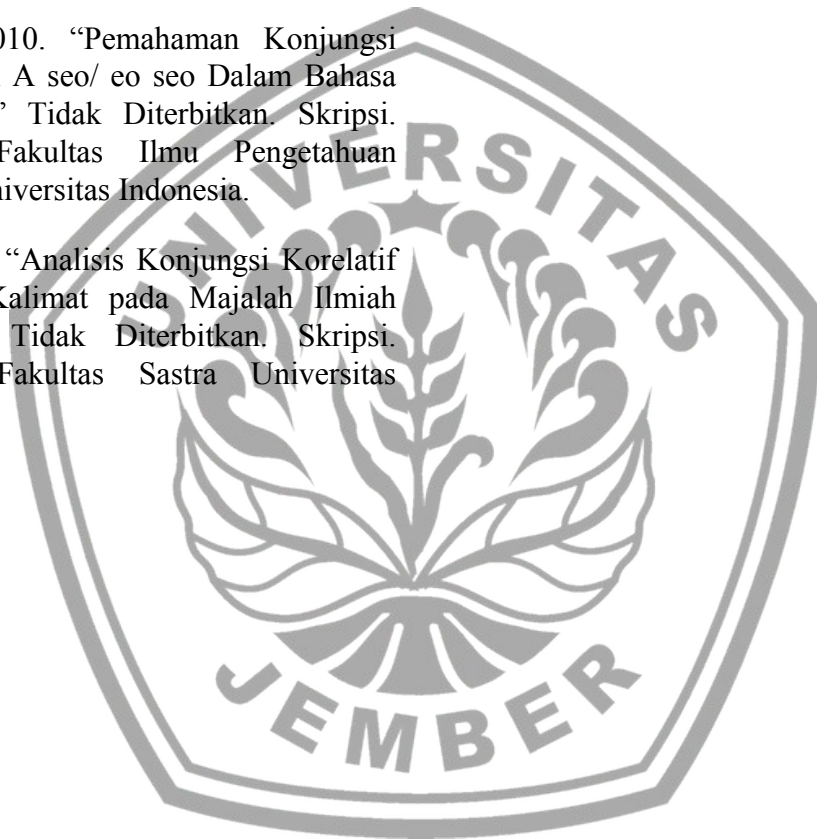 010. “Pemahaman Konjungsi
A seo/ eo seo Dalam Bahasa
” Tidak Diterbitkan. Skripsi.
Fakultas Ilmu Pengetahuan
niversitas Indonesia.
“Analisis Konjungsi Korelatif
Kalimat pada Majalah Ilmiah
Tidak Diterbitkan. Skripsi.
Fakultas Sastra Universitas
UNIVERSITAS
JEMBER